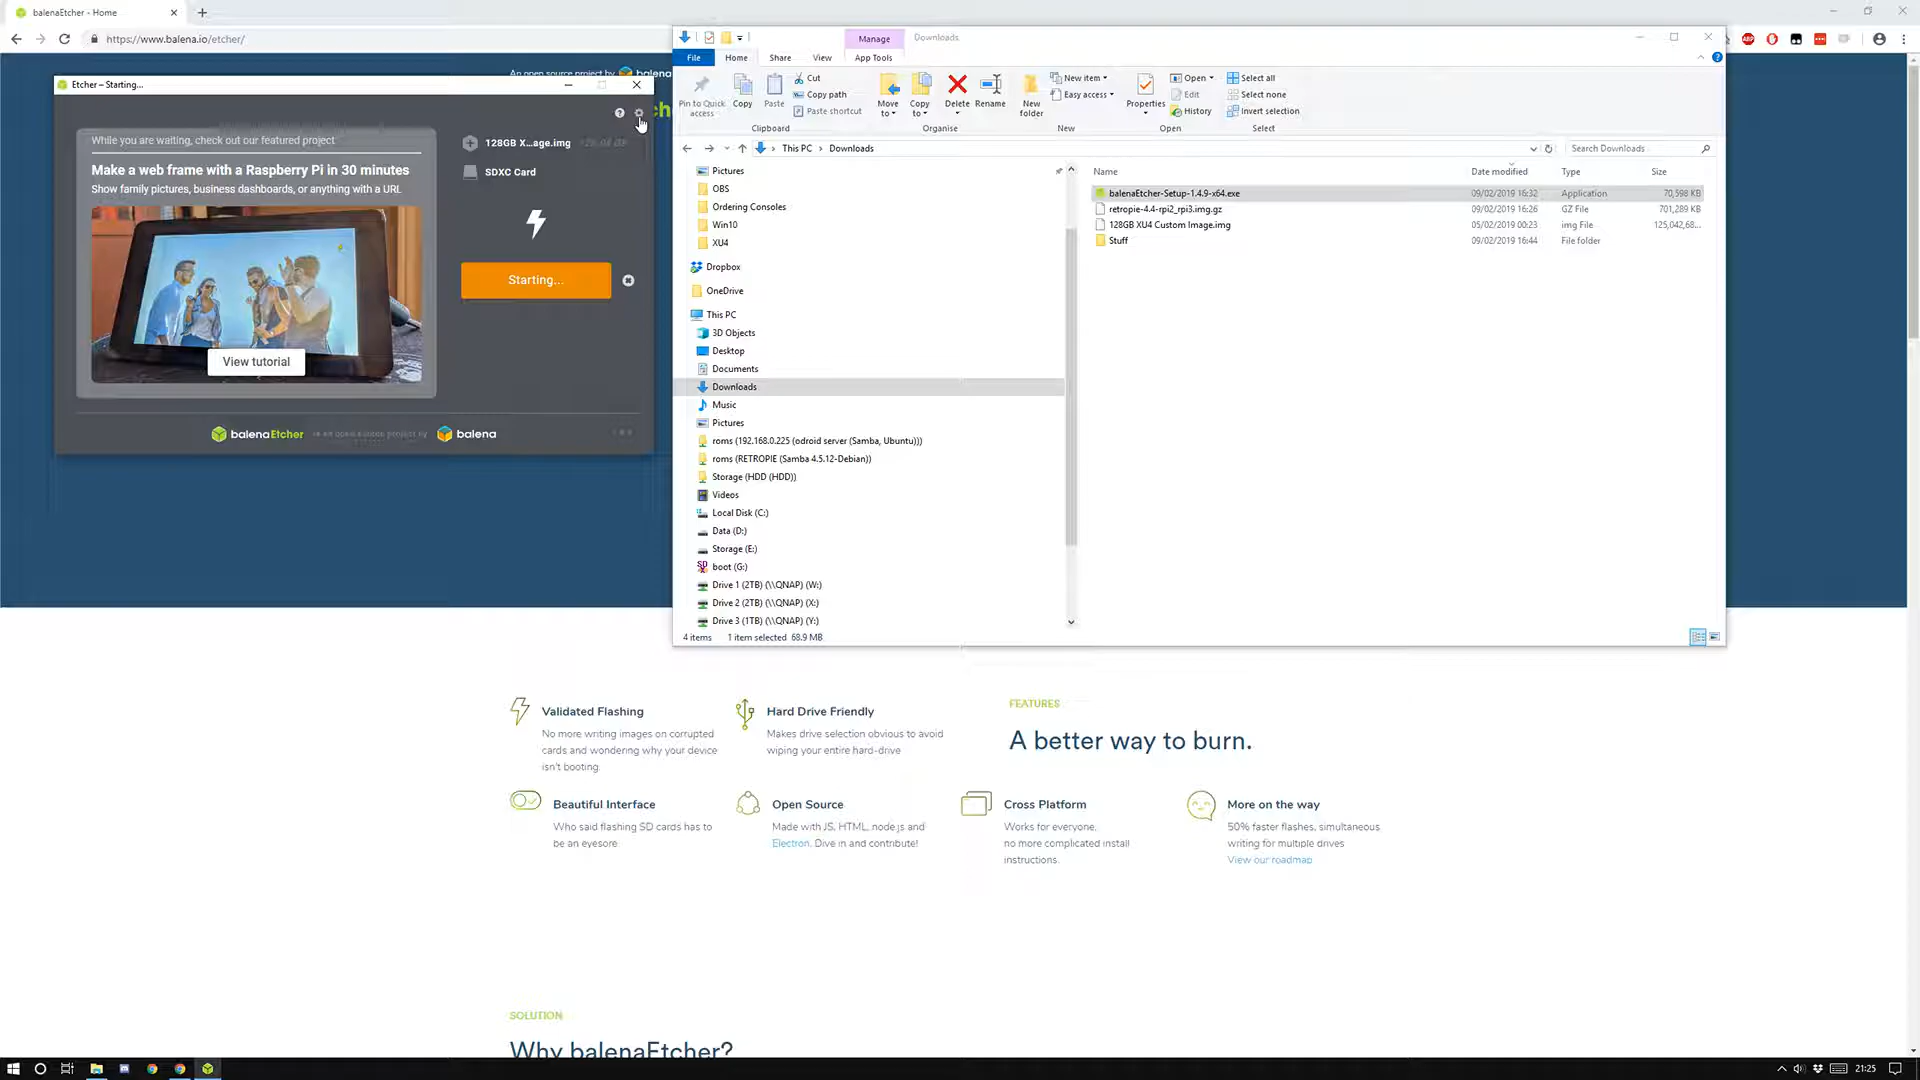 balenaEtcher - Home
https://www.balena.io/etcher/
An open source project by balena
Etcher – Starting...
While you are waiting, check out our featured project
Make a web frame with a Raspberry Pi in 30 minutes
Show family pictures, business dashboards, or anything with a URL
View tutorial
128GB X...age.img
SDXC Card
Starting...
balenaEtcher is an open source project by balena
Manage
Downloads
File
Home
Share
View
App Tools
Pin to Quick access
Copy
Paste
Cut
Copy path
Paste shortcut
Clipboard
Move to
Copy to
Delete
Rename
Organise
New folder
New item
Easy access
New
Properties
Open
Edit
History
Open
Select all
Select none
Invert selection
Select
This PC
Downloads
Search Downloads
Pictures
OBS
Ordering Consoles
Win10
XU4
Dropbox
OneDrive
This PC
3D Objects
Desktop
Documents
Downloads
Music
Pictures
roms (192.168.0.225 (odroid server (Samba, Ubuntu)))
roms (RETROPIE (Samba 4.5.12-Debian))
Storage (HDD (HDD))
Videos
Local Disk (C:)
Data (D:)
Storage (E:)
boot (G:)
Drive 1 (2TB) (\\QNAP) (W:)
Drive 2 (2TB) (\\QNAP) (X:)
Drive 3 (1TB) (\\QNAP) (Y:)
Name Date modified Type Size
balenaEtcher-Setup-1.4.9-x64.exe 09/02/2019 16:32 Application 70,598 KB
retropie-4.4-rpi2_rpi3.img.gz 09/02/2019 16:26 GZ File 701,289 KB
128GB XU4 Custom Image.img 05/02/2019 00:23 img File 125,042,68...
Stuff 09/02/2019 16:44 File folder
4 items 1 item selected 68.9 MB
Validated Flashing
No more writing images on corrupted
cards and wondering why your device
isn't booting.
Hard Drive Friendly
Makes drive selection obvious to avoid
wiping your entire hard-drive
FEATURES
A better way to burn.
Beautiful Interface
Who said flashing SD cards has to
be an eyesore
Open Source
Made with JS, HTML, node.js and
Electron. Dive in and contribute!
Cross Platform
Works for everyone,
no more complicated install
instructions.
More on the way
50% faster flashes, simultaneous
writing for multiple drives
View our roadmap
SOLUTION
Why balenaEtcher?
21:25